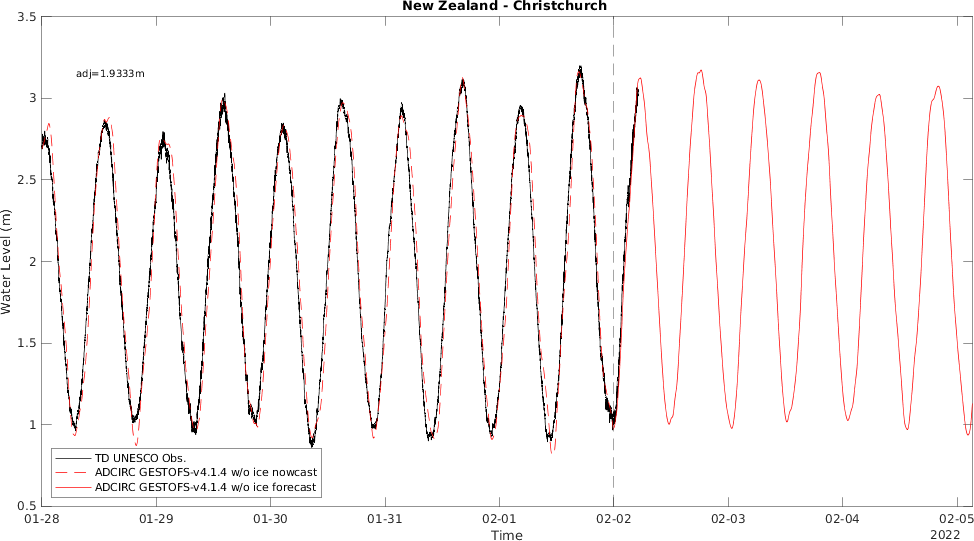 New Zealand - Christchurch
3.5
adj=1.9333m
3
2.5
Water Level (m)
2
1.5
1
TD UNESCO Obs.
ADCIRC GESTOFS-v4.1.4 w/o ice nowcast
ADCIRC GESTOFS-v4.1.4 w/o ice forecast
0.5
01-28 01-29 01-30 01-31 02-01 02-02 02-03 02-04 02-05
Time 2022